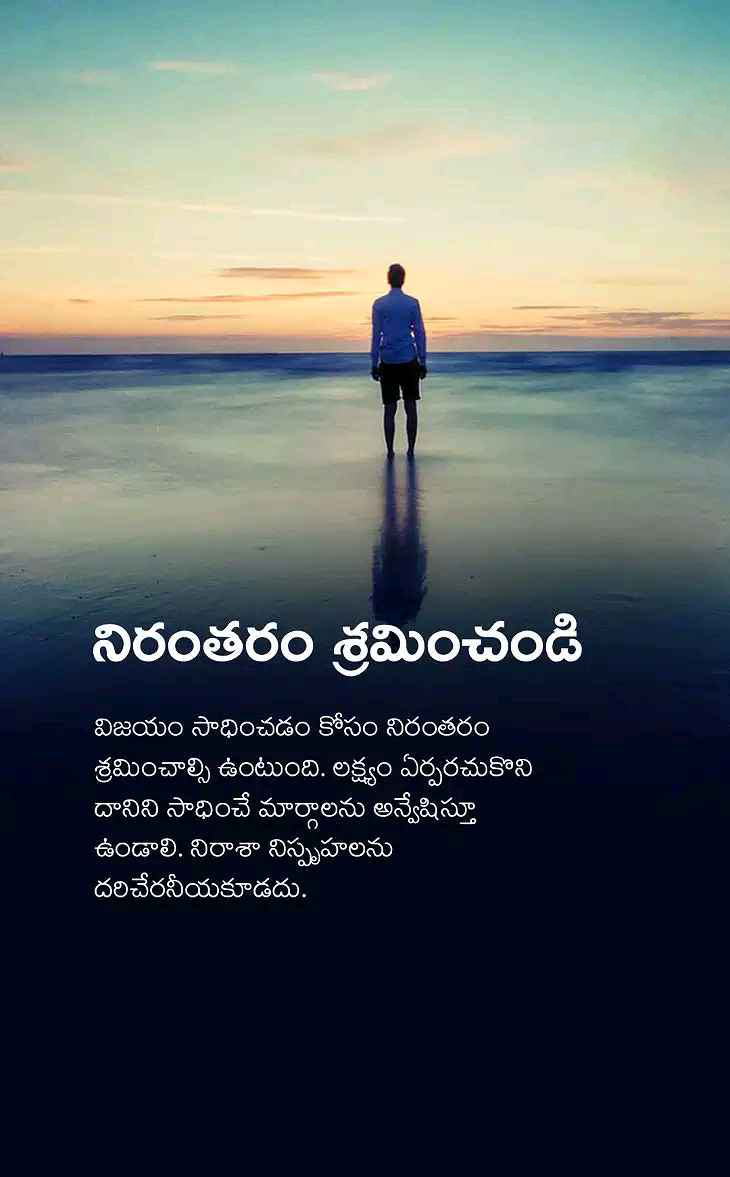 నిరంతరం శ్రమించండి
విజయం సాధించడం కోసం నిరంతరం
శ్రమించాల్సి ఉంటుంది. లక్ష్యం ఏర్పరచుకొని
దానిని సాధించే మార్గాలను అన్వేషిస్తూ
ఉండాలి. నిరాశా నిస్పృహలను
దరిచేరనీయకూడదు.